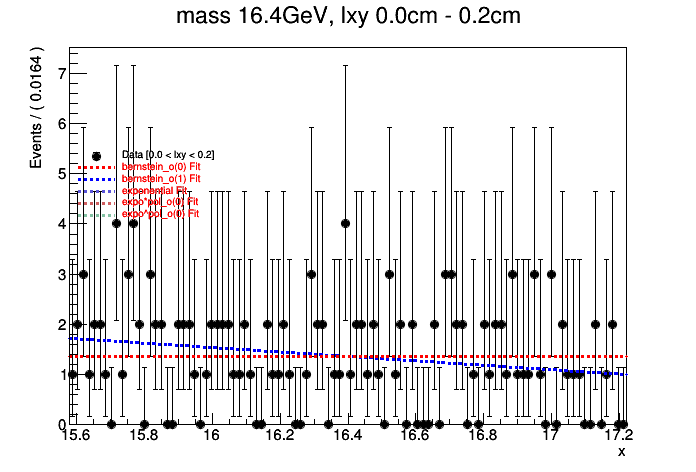 mass 16.4GeV, lxy 0.0cm - 0.2cm
Events / ( 0.0164 )
7
6
5
4
3
2
1
0
Data [0.0 < lxy < 0.2]
bernstein_o(0) Fit
bernstein_o(1) Fit
exponential Fit
expo*pol_o(0) Fit
expo*pol_o(0) Fit
15.6 15.8 16 16.2 16.4 16.6 16.8 17 17.2
x